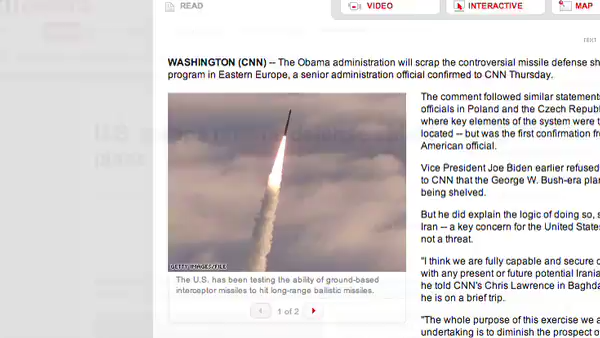 READ
VIDEO
INTERACTIVE
MAP
WASHINGTON (CNN) -- The Obama administration will scrap the controversial missile defense sh
program in Eastern Europe, a senior administration official confirmed to CNN Thursday.
The comment followed similar statements
officials in Poland and the Czech Republ
where key elements of the system were t
located -- but was the first confirmation fr
American official.
Vice President Joe Biden earlier refused
to CNN that the George W. Bush-era plan
being shelved.
But he did explain the logic of doing so, s
Iran -- a key concern for the United States
not a threat.
"I think we are fully capable and secure d
with any present or future potential Irania
he told CNN's Chris Lawrence in Baghda
he is on a brief trip.
"The whole purpose of this exercise we a
undertaking is to diminish the prospect o
GETTY IMAGES/FILE
The U.S. has been testing the ability of ground-based
interceptor missiles to hit long-range ballistic missiles.
1 of 2